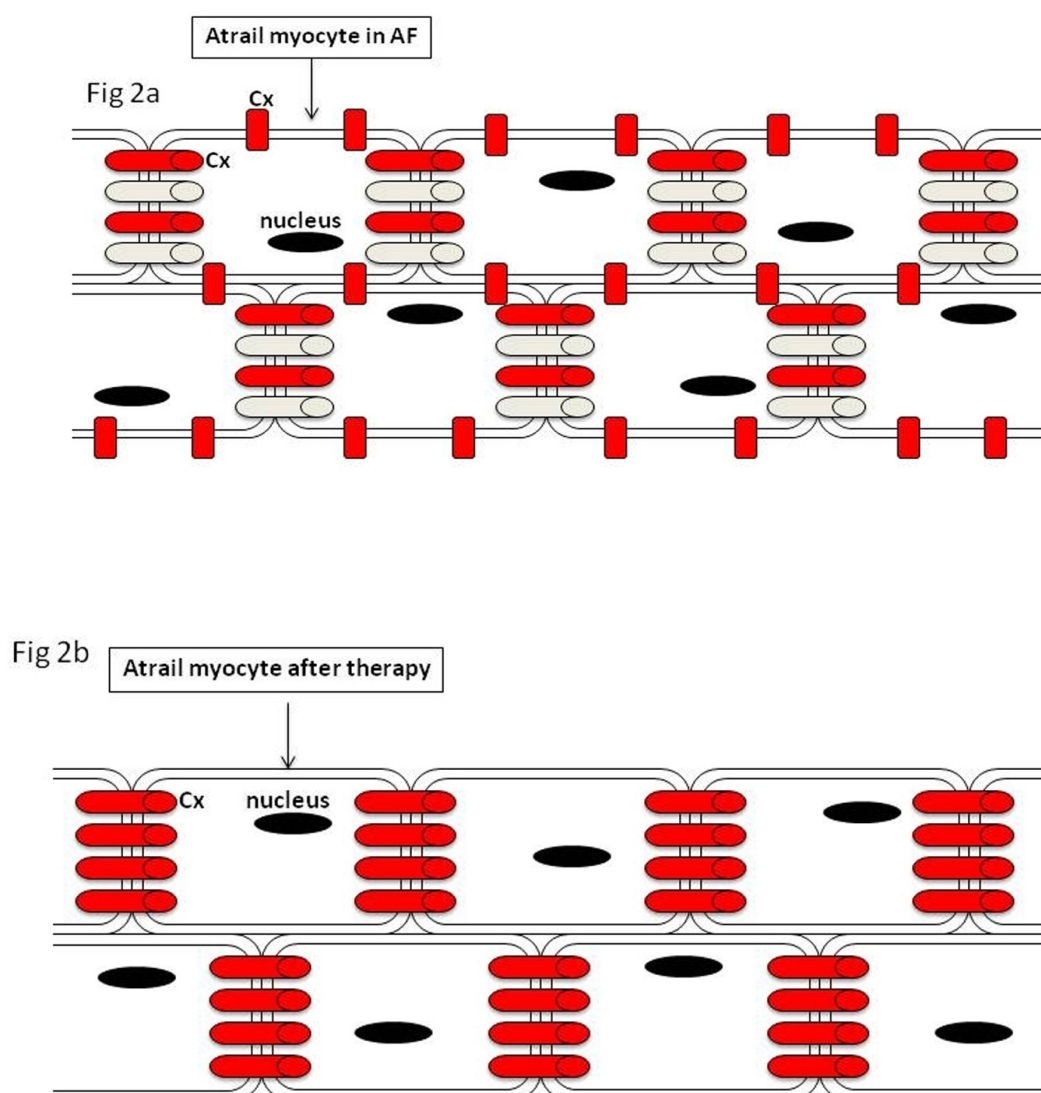 Atrail myocyte in AF
Fig 2a
Cx
Cx
nucleus
Fig 2b
Atrail myocyte after therapy
Cx
nucleus